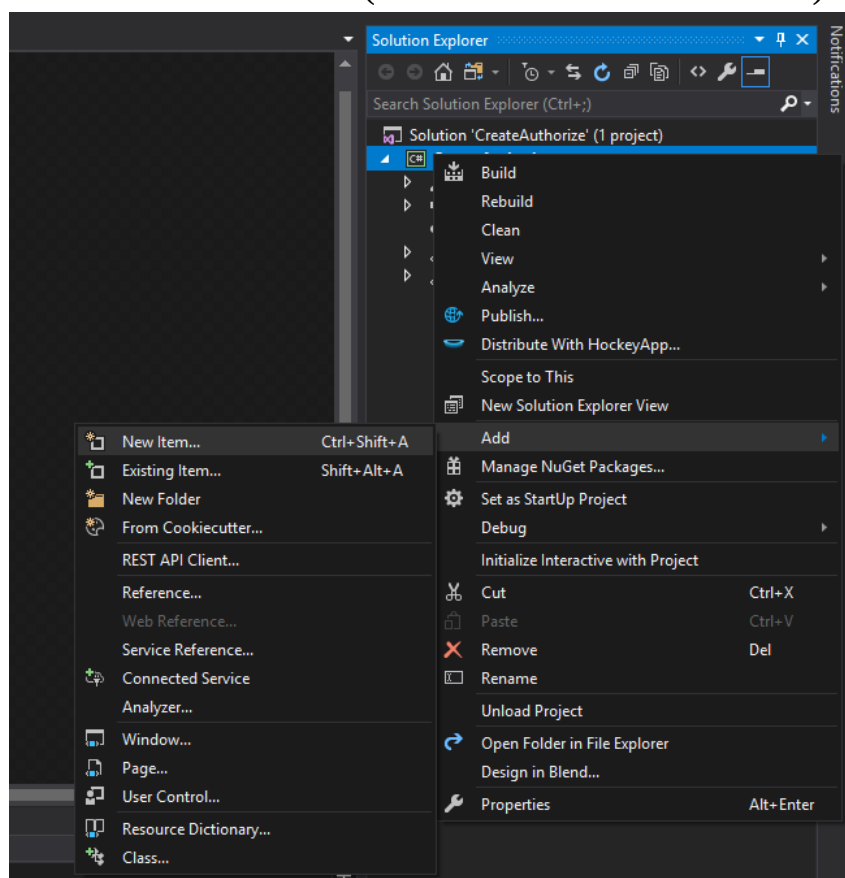 Solution Explorer
Notifications
Search Solution Explorer (Ctrl+;)
Solution 'CreateAuthorize' (1 project)
C#
Build
Rebuild
Clean
View
Analyze
Publish...
Distribute With HockeyApp...
Scope to This
New Solution Explorer View
Add
Manage NuGet Packages...
Set as StartUp Project
Debug
Initialize Interactive with Project
Cut Ctrl+X
Paste Ctrl+V
Remove Del
Rename
Unload Project
Open Folder in File Explorer
Design in Blend...
Properties Alt+Enter
New Item... Ctrl+Shift+A
Existing Item... Shift+Alt+A
New Folder
From Cookiecutter...
REST API Client...
Reference...
Web Reference...
Service Reference...
Connected Service
Analyzer...
Window...
Page...
User Control...
Resource Dictionary...
Class...